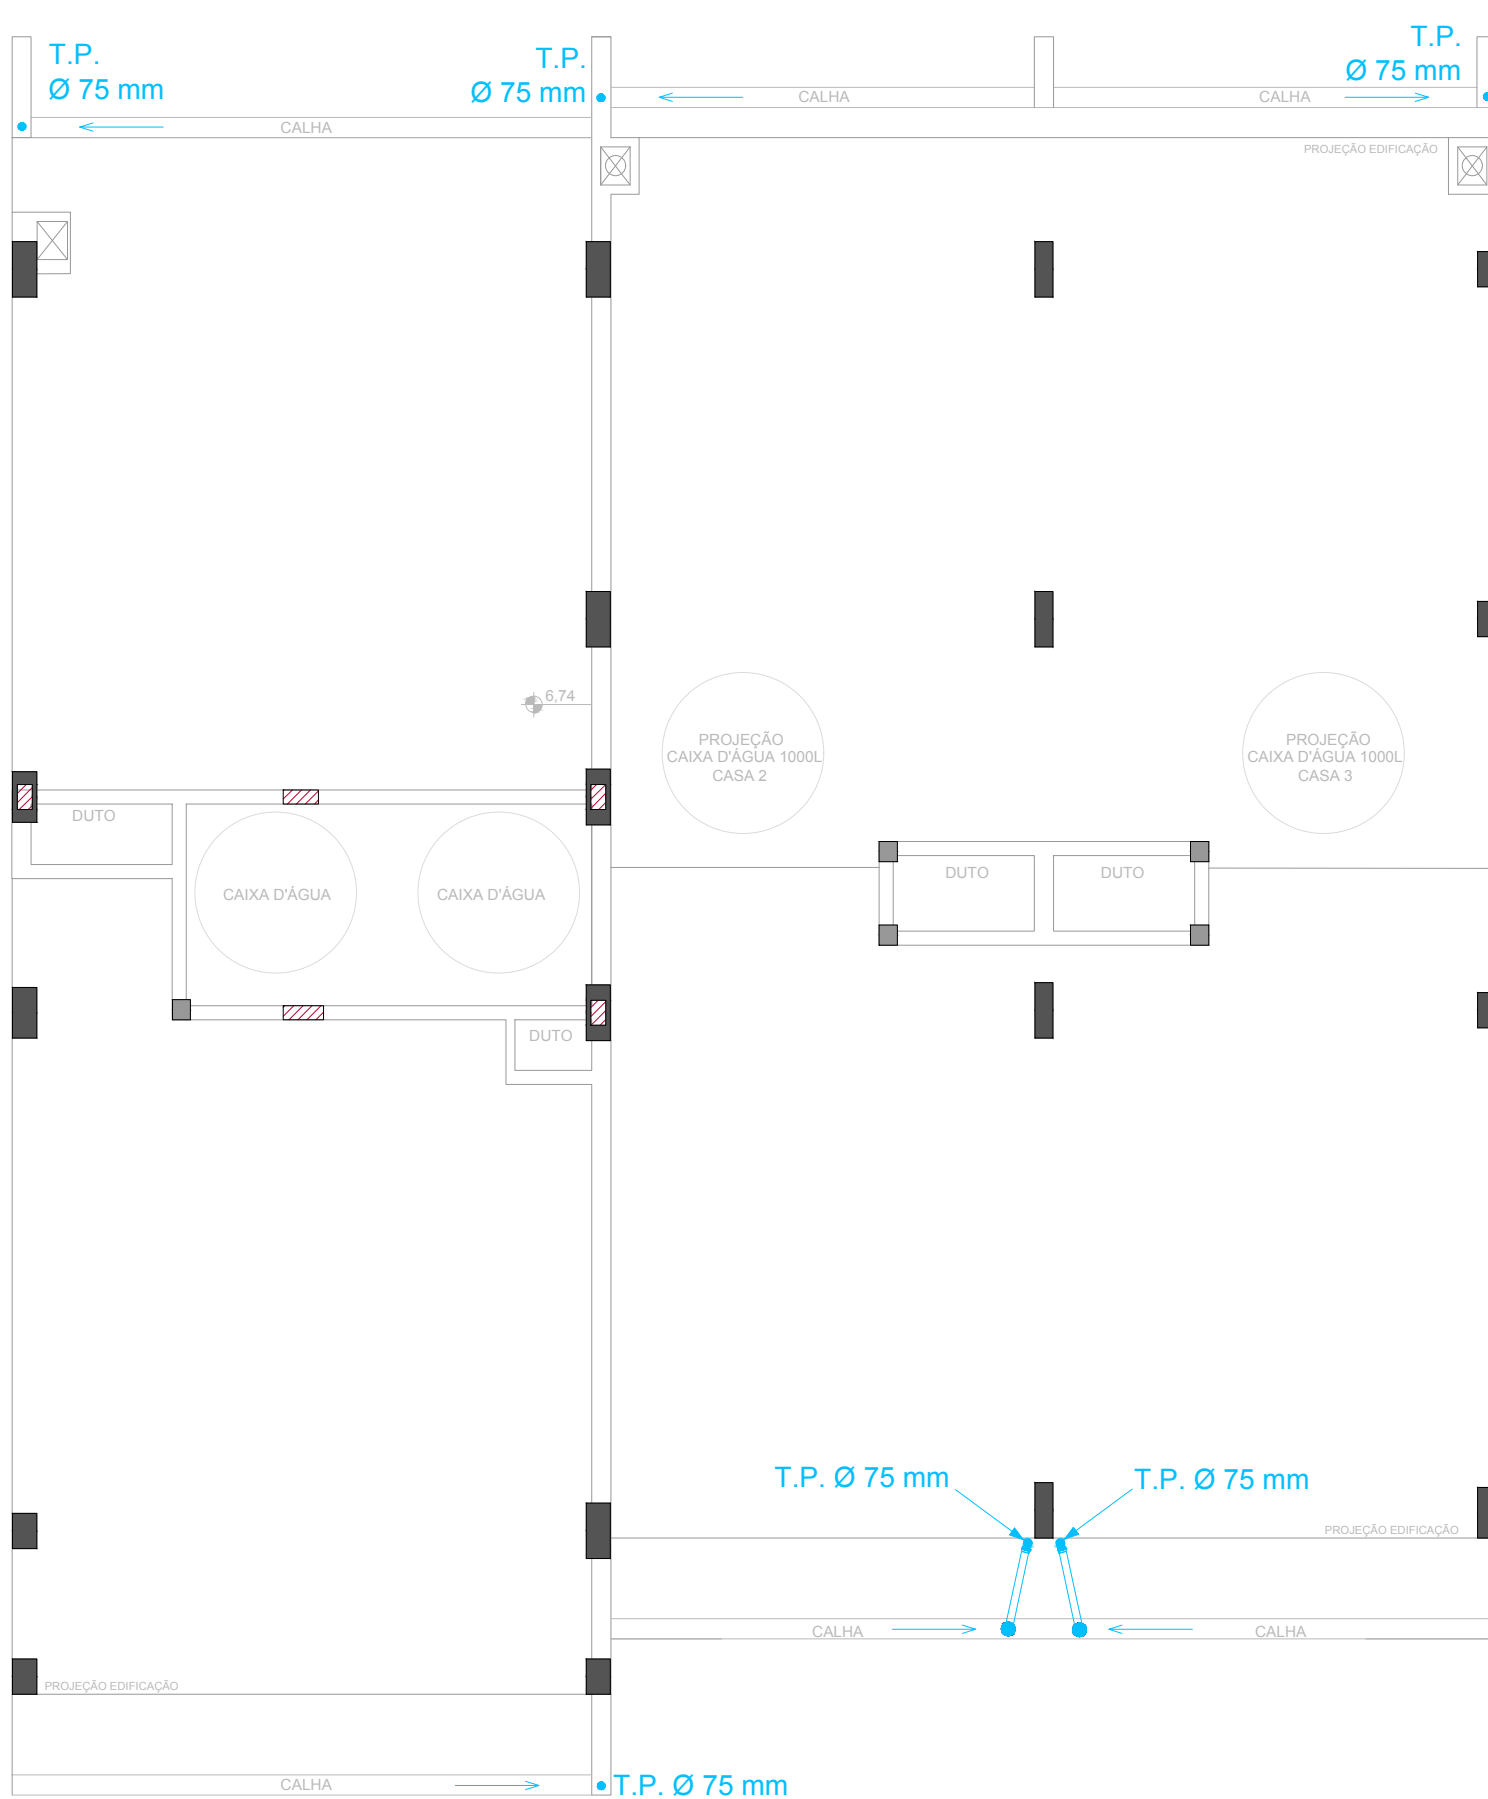 T.P.
Ø 75 mm
T.P.
Ø 75 mm
T.P.
Ø 75 mm
CALHA
CALHA
CALHA
PROJEÇÃO EDIFICAÇÃO
6,74
PROJEÇÃO
CAIXA D'ÁGUA 1000L
CASA 2
PROJEÇÃO
CAIXA D'ÁGUA 1000L
CASA 3
DUTO
CAIXA D'ÁGUA
CAIXA D'ÁGUA
DUTO
DUTO
DUTO
T.P. Ø 75 mm
T.P. Ø 75 mm
PROJEÇÃO EDIFICAÇÃO
CALHA
CALHA
PROJEÇÃO EDIFICAÇÃO
CALHA
T.P. Ø 75 mm